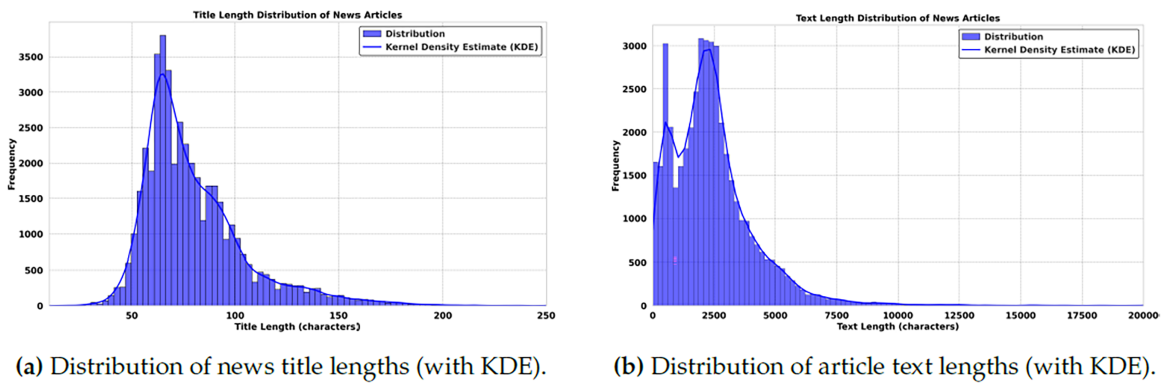 Title Length Distribution of News Articles
Distribution
Kernel Density Estimate (KDE)
Frequency
3500
3000
2500
2000
1500
1000
500
0
50
100
150
200
250
Title Length (characters)
(a) Distribution of news title lengths (with KDE).
Text Length Distribution of News Articles
Distribution
Kernel Density Estimate (KDE)
Frequency
3000
2500
2000
1500
1000
500
0
0
2500
5000
7500
10000
12500
15000
17500
20000
Text Length (characters)
(b) Distribution of article text lengths (with KDE).